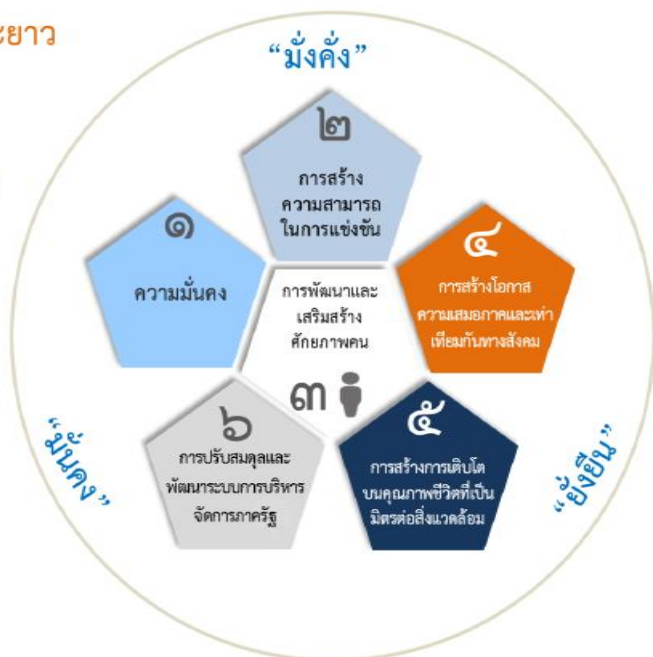 ะยาว
“มั่งคั่ง”
๒
การสร้าง
ความสามารถ
ในการแข่งขัน
๑
ความมั่นคง
๔
การสร้างโอกาส
ความเสมอภาคและเท่า
เทียมกันทางสังคม
การพัฒนาและ
เสริมสร้าง
ศักยภาพคน
๓
๖
การปรับสมดุลและ
พัฒนาระบบการบริหาร
จัดการภาครัฐ
๕
การสร้างการเติบโต
บนคุณภาพชีวิตที่เป็น
มิตรต่อสิ่งแวดล้อม
“มั่นคง”
“ยั่งยืน”